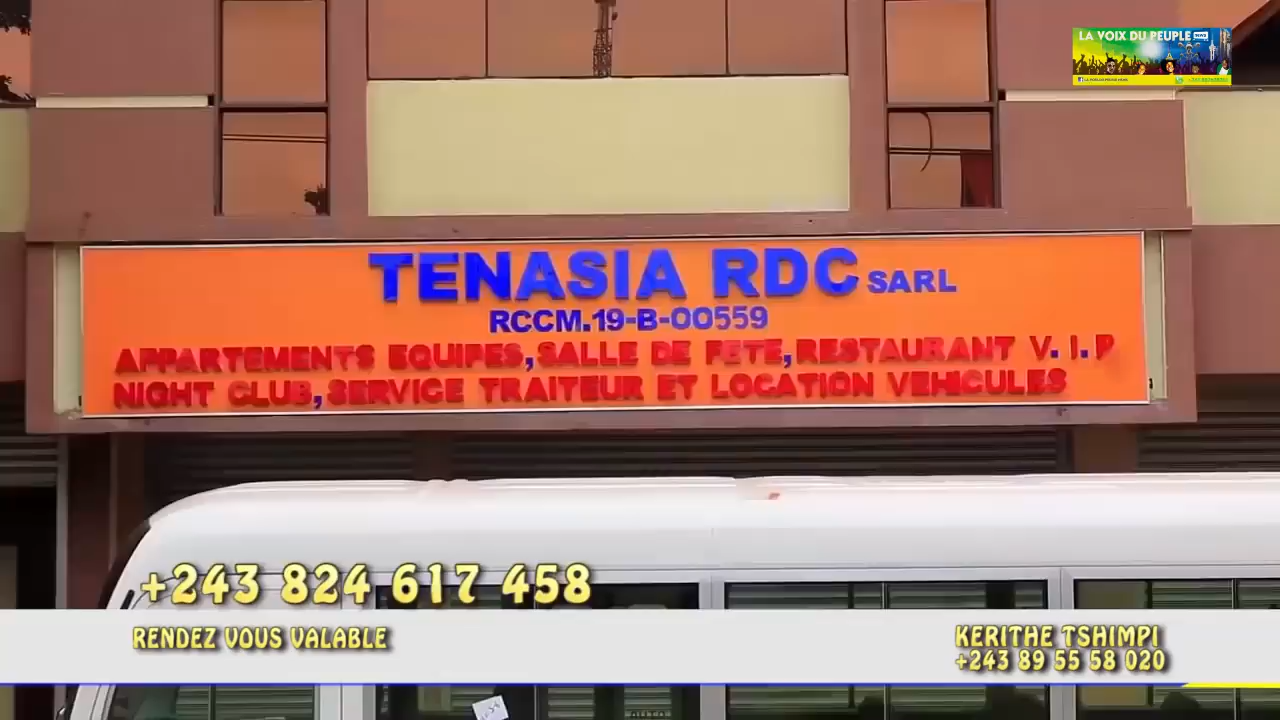 LA VOIX DU PEUPLE NEWS
TENASIA RDC SARL
RCCM.19-B-00559
APPARTEMENTS EQUIPES, SALLE DE FETE, RESTAURANT V.I.P
NIGHT CLUB, SERVICE TRAITEUR ET LOCATION VEHICULES
+243 824 617 458
RENDEZ VOUS VALABLE
KERITHE TSHIMPI
+243 89 55 58 020